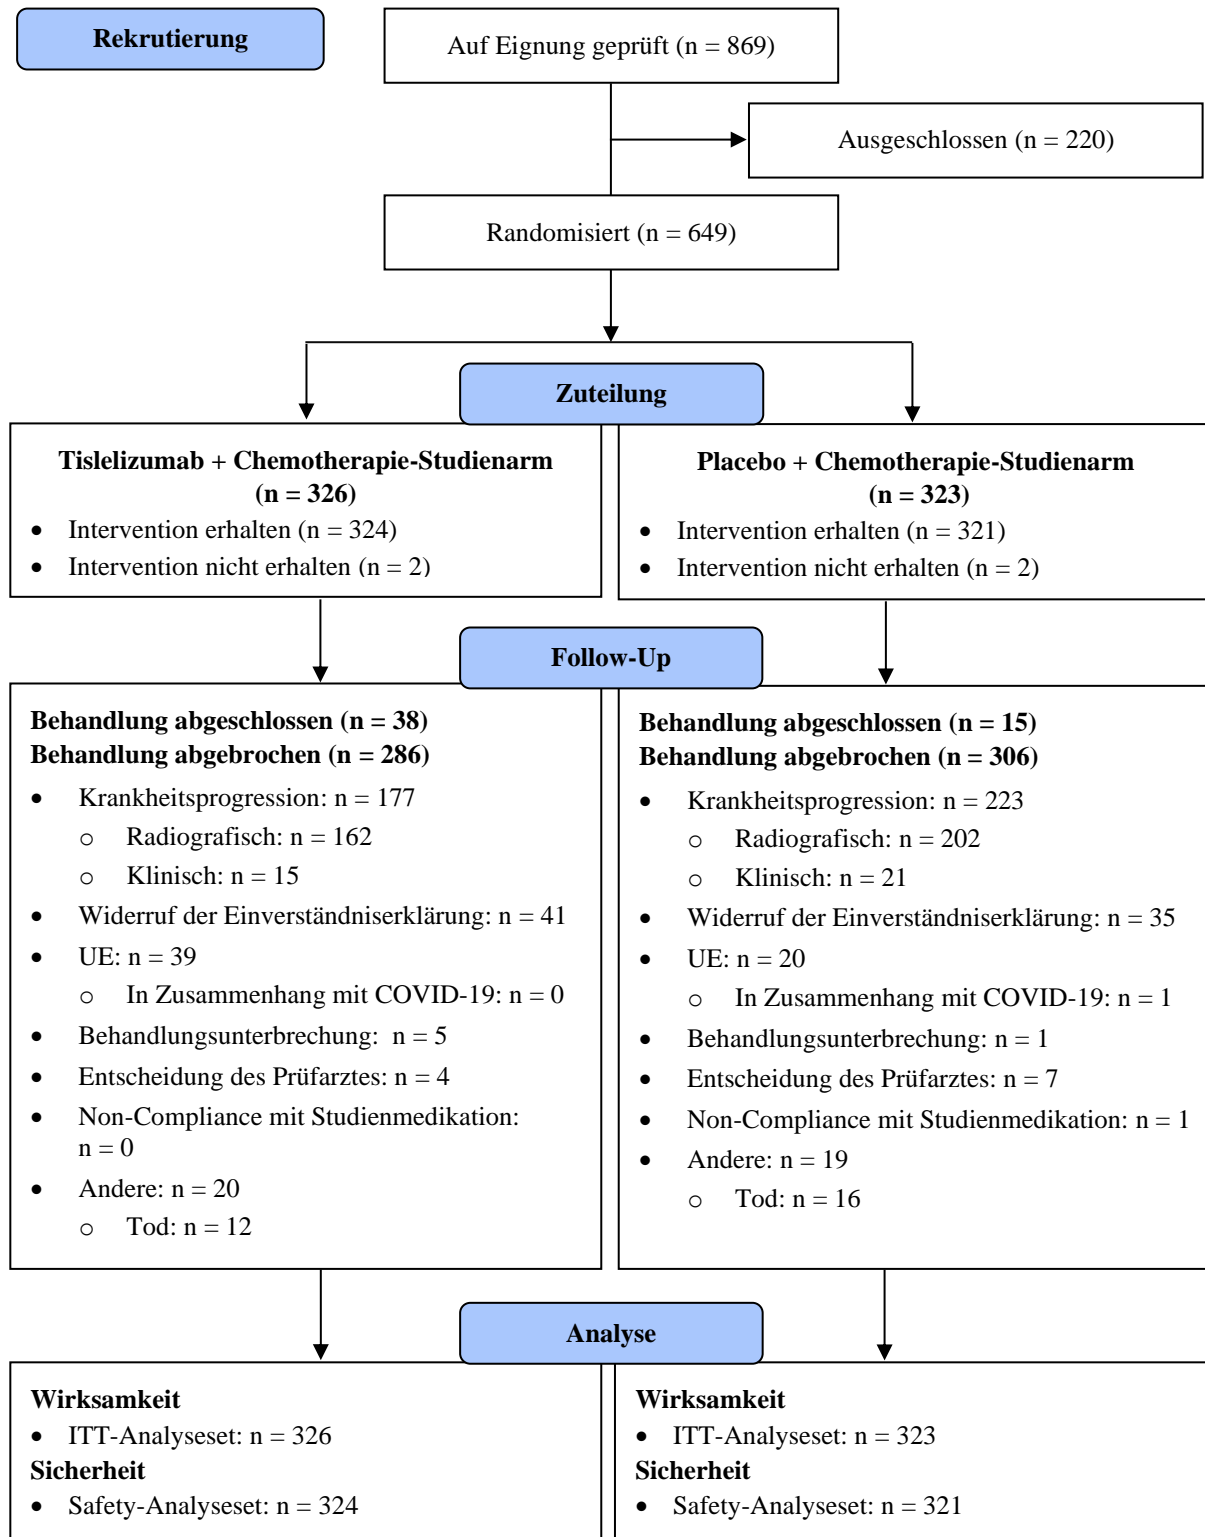 Rekrutierung
Auf Eignung geprüft (n = 869)
Ausgeschlossen (n = 220)
Randomisiert (n = 649)
Zuteilung
Tislelizumab + Chemotherapie-Studienarm
(n = 326)
• Intervention erhalten (n = 324)
• Intervention nicht erhalten (n = 2)
Placebo + Chemotherapie-Studienarm
(n = 323)
• Intervention erhalten (n = 321)
• Intervention nicht erhalten (n = 2)
Follow-Up
Behandlung abgeschlossen (n = 38)
Behandlung abgebrochen (n = 286)
• Krankheitsprogression: n = 177
o Radiografisch: n = 162
o Klinisch: n = 15
• Widerruf der Einverständniserklärung: n = 41
• UE: n = 39
o In Zusammenhang mit COVID-19: n = 0
• Behandlungsunterbrechung:  n = 5
• Entscheidung des Prüfarztes: n = 4
• Non-Compliance mit Studienmedikation:
n = 0
• Andere: n = 20
o Tod: n = 12
Behandlung abgeschlossen (n = 15)
Behandlung abgebrochen (n = 306)
• Krankheitsprogression: n = 223
o Radiografisch: n = 202
o Klinisch: n = 21
• Widerruf der Einverständniserklärung: n = 35
• UE: n = 20
o In Zusammenhang mit COVID-19: n = 1
• Behandlungsunterbrechung: n = 1
• Entscheidung des Prüfarztes: n = 7
• Non-Compliance mit Studienmedikation: n = 1
• Andere: n = 19
o Tod: n = 16
Analyse
Wirksamkeit
• ITT-Analyseset: n = 326
Sicherheit
• Safety-Analyseset: n = 324
Wirksamkeit
• ITT-Analyseset: n = 323
Sicherheit
• Safety-Analyseset: n = 321